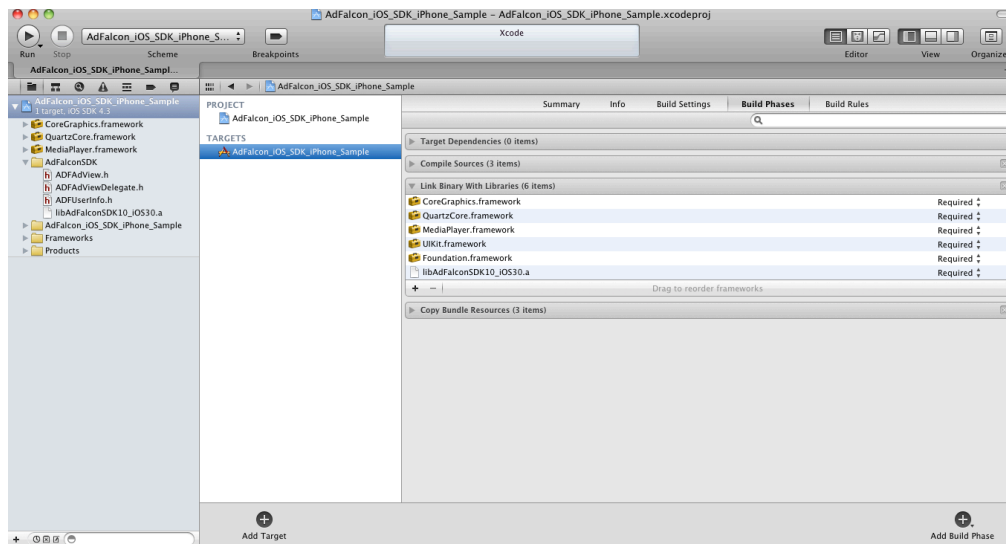 AdFalcon_iOS_SDK_iPhone_Sample – AdFalcon_iOS_SDK_iPhone_Sample.xcodeproj
AdFalcon_iOS_SDK_iPhone_S...
Xcode
Run Stop Scheme Breakpoints Editor View Organize
AdFalcon_iOS_SDK_iPhone_Sampl...
AdFalcon_iOS_SDK_iPhone_Sample
AdFalcon_iOS_SDK_iPhone_Sample
1 target, iOS SDK 4.3
CoreGraphics.framework
QuartzCore.framework
MediaPlayer.framework
AdFalconSDK
ADFAdView.h
ADFAdViewDelegate.h
ADFUserInfo.h
libAdFalconSDK10_iOS30.a
AdFalcon_iOS_SDK_iPhone_Sample
Frameworks
Products
PROJECT
AdFalcon_iOS_SDK_iPhone_Sample
TARGETS
AdFalcon_iOS_SDK_iPhone_Sample
Summary Info Build Settings Build Phases Build Rules
Target Dependencies (0 items)
Compile Sources (3 items)
Link Binary With Libraries (6 items)
CoreGraphics.framework Required
QuartzCore.framework Required
MediaPlayer.framework Required
UIKit.framework Required
Foundation.framework Required
libAdFalconSDK10_iOS30.a Required
Drag to reorder frameworks
Copy Bundle Resources (3 items)
Add Target Add Build Phase